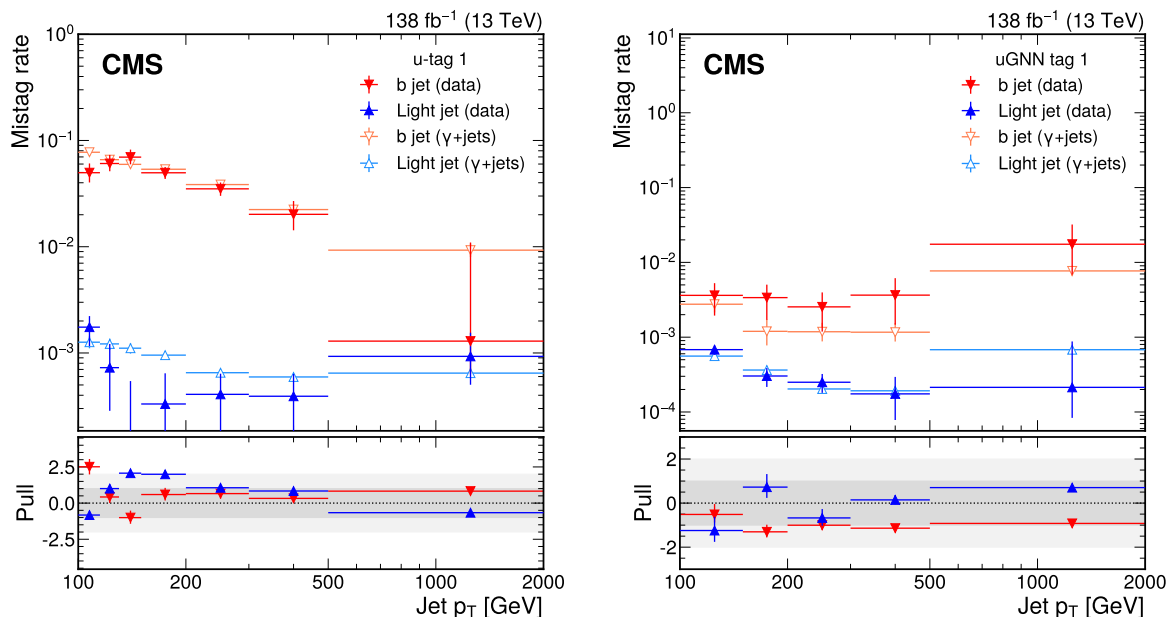 138 fb⁻¹ (13 TeV)
CMS
u-tag 1
b jet (data)
Light jet (data)
b jet (γ+jets)
Light jet (γ+jets)
Mistag rate
10⁰
10⁻¹
10⁻²
10⁻³
Pull
2.5
0.0
-2.5
100
200
500
1000
2000
Jet p_T [GeV]
138 fb⁻¹ (13 TeV)
CMS
uGNN tag 1
b jet (data)
Light jet (data)
b jet (γ+jets)
Light jet (γ+jets)
Mistag rate
10¹
10⁰
10⁻¹
10⁻²
10⁻³
10⁻⁴
Pull
2
0
-2
100
200
500
1000
2000
Jet p_T [GeV]